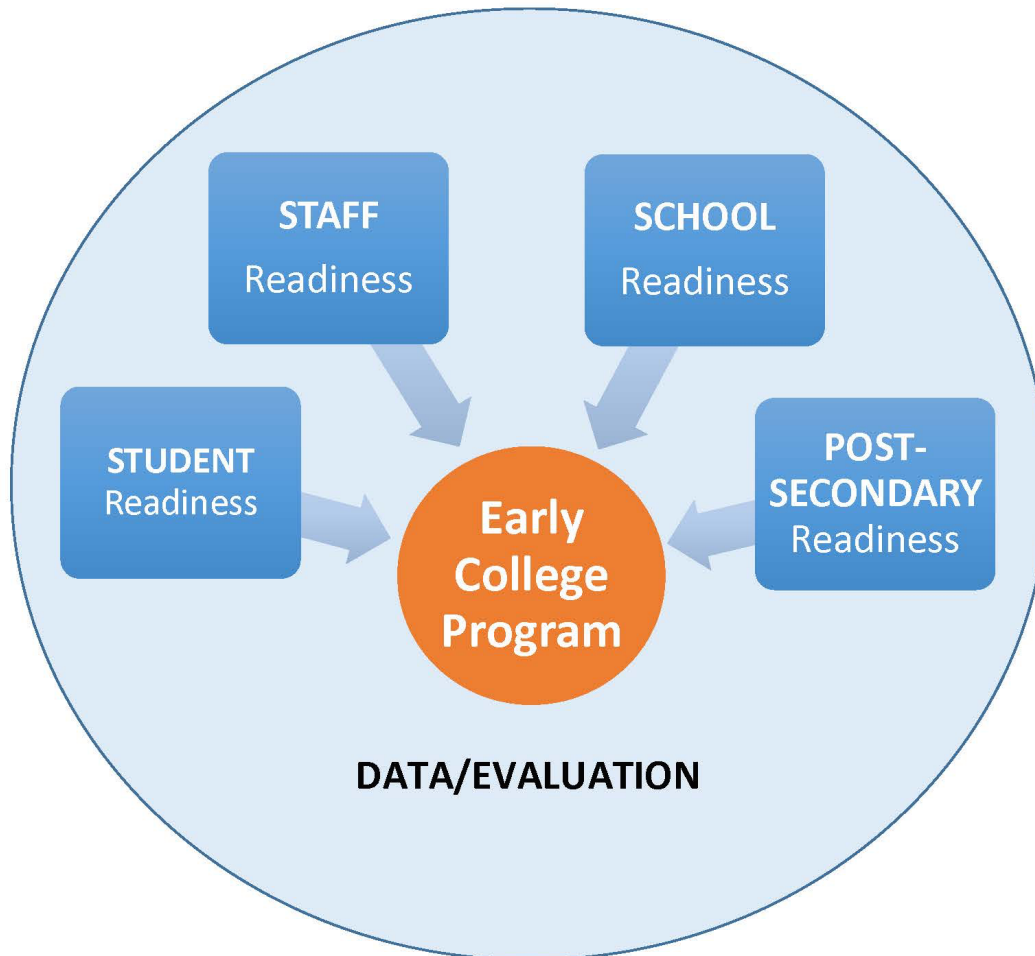 STAFF
Readiness
SCHOOL
Readiness
STUDENT
Readiness
POST-
SECONDARY
Readiness
Early
College
Program
DATA/EVALUATION